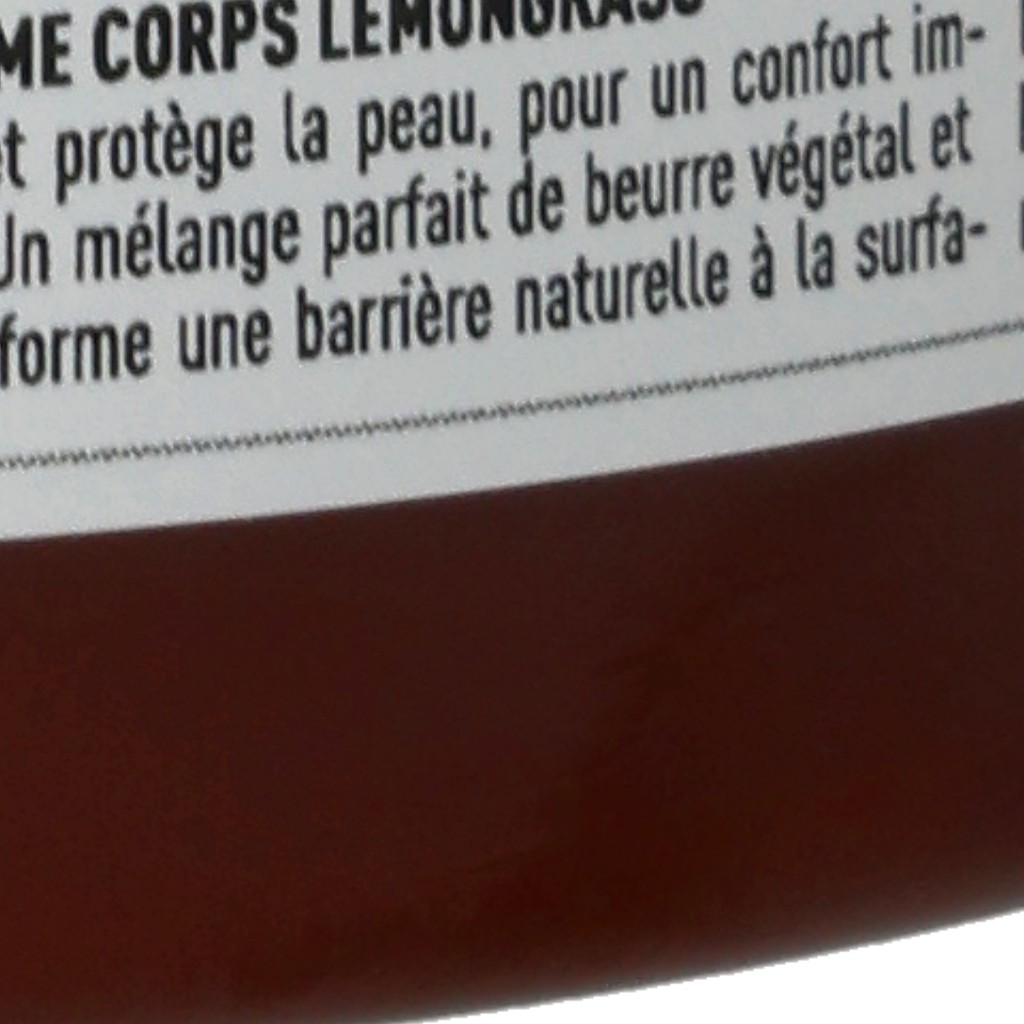 ME CORPS LEMONGRASS
et protège la peau, pour un confort im-
Un mélange parfait de beurre végétal et
forme une barrière naturelle à la surfa-